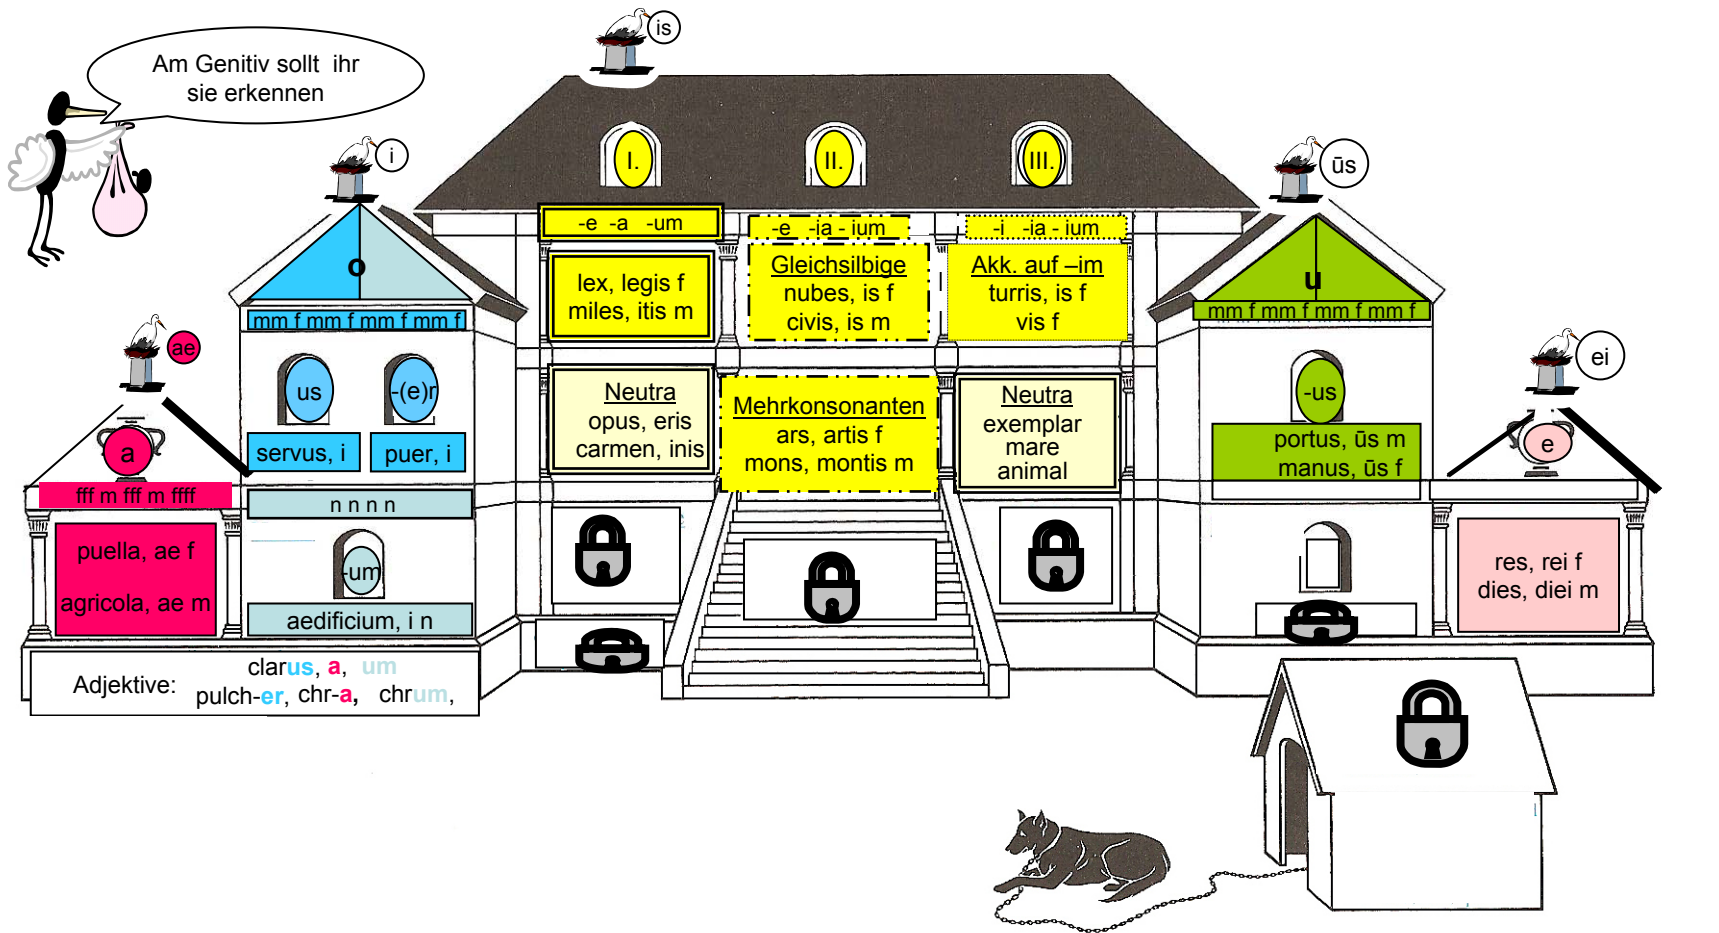 Am Genitiv sollt ihr
sie erkennen
is
i
ūs
ae
ei
I.
II.
III.
-e -a -um
-e -ia - ium
-i -ia - ium
o
mm f mm f mm f mm f
us
-(e)r
servus, i
puer, i
n n n n
-um
aedificium, i n
a
fff m fff m ffff
puella, ae f
agricola, ae m
lex, legis f
miles, itis m
Gleichsilbige
nubes, is f
civis, is m
Akk. auf –im
turris, is f
vis f
Neutra
opus, eris
carmen, inis
Mehrkonsonanten
ars, artis f
mons, montis m
Neutra
exemplar
mare
animal
u
mm f mm f mm f mm f
-us
portus, ūs m
manus, ūs f
e
res, rei f
dies, diei m
Adjektive:
clarus, a, um
pulch-er, chr-a, chrum,